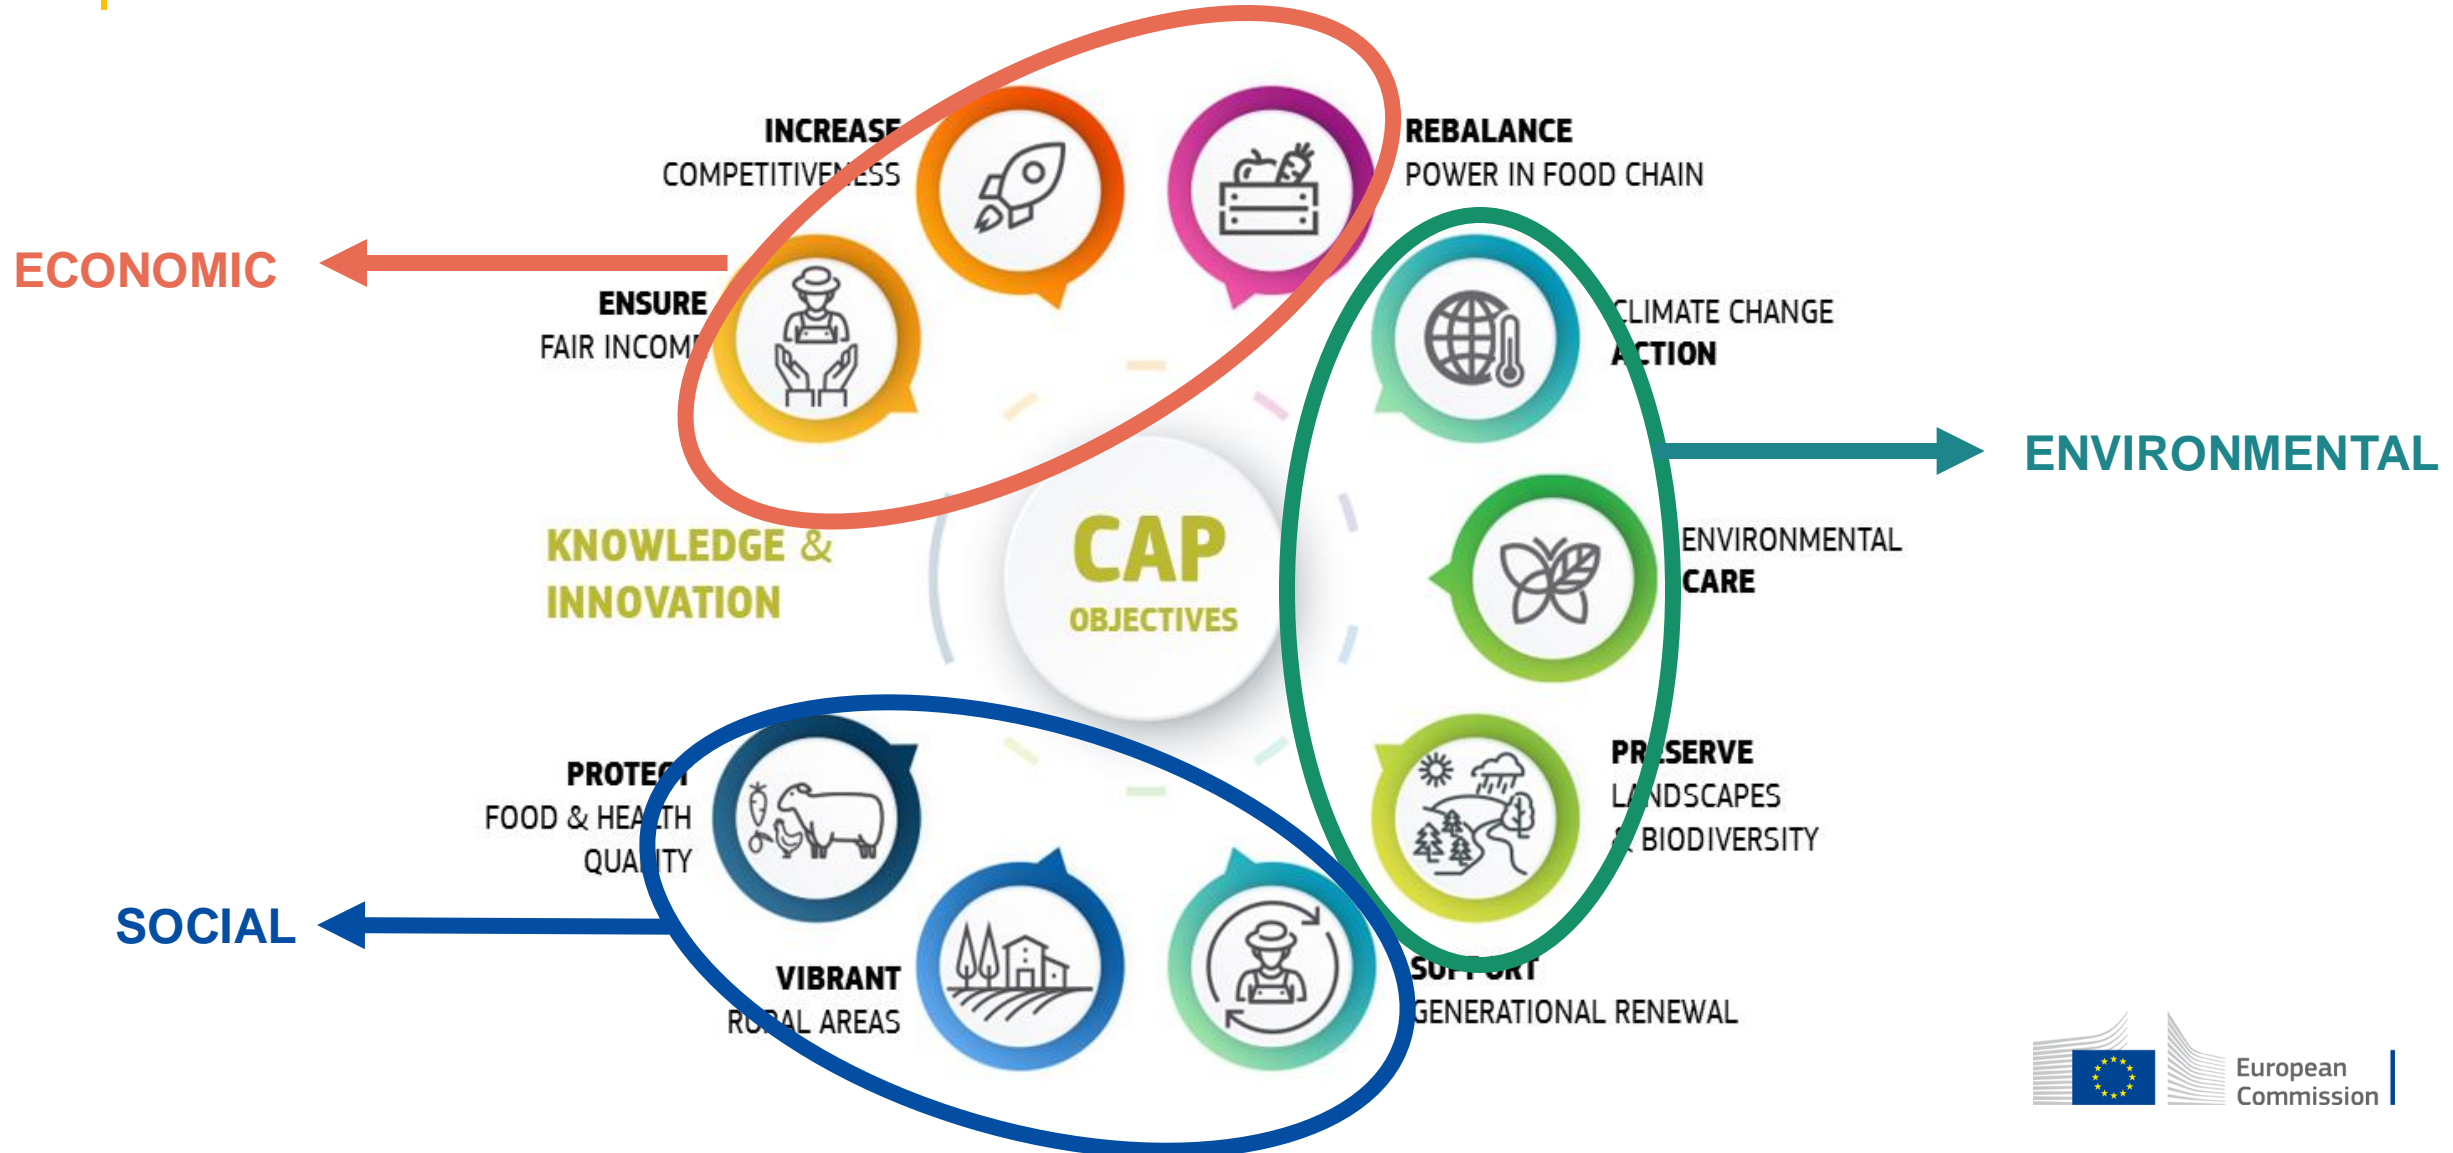 INCREASE
COMPETITIVENESS
REBALANCE
POWER IN FOOD CHAIN
ECONOMIC
ENSURE
FAIR INCOME
CLIMATE CHANGE
ACTION
ENVIRONMENTAL
KNOWLEDGE &
INNOVATION
CAP
OBJECTIVES
ENVIRONMENTAL
CARE
PROTECT
FOOD & HEALTH
QUALITY
PRESERVE
LANDSCAPES
& BIODIVERSITY
SOCIAL
VIBRANT
RURAL AREAS
SUPPORT
GENERATIONAL RENEWAL
European
Commission